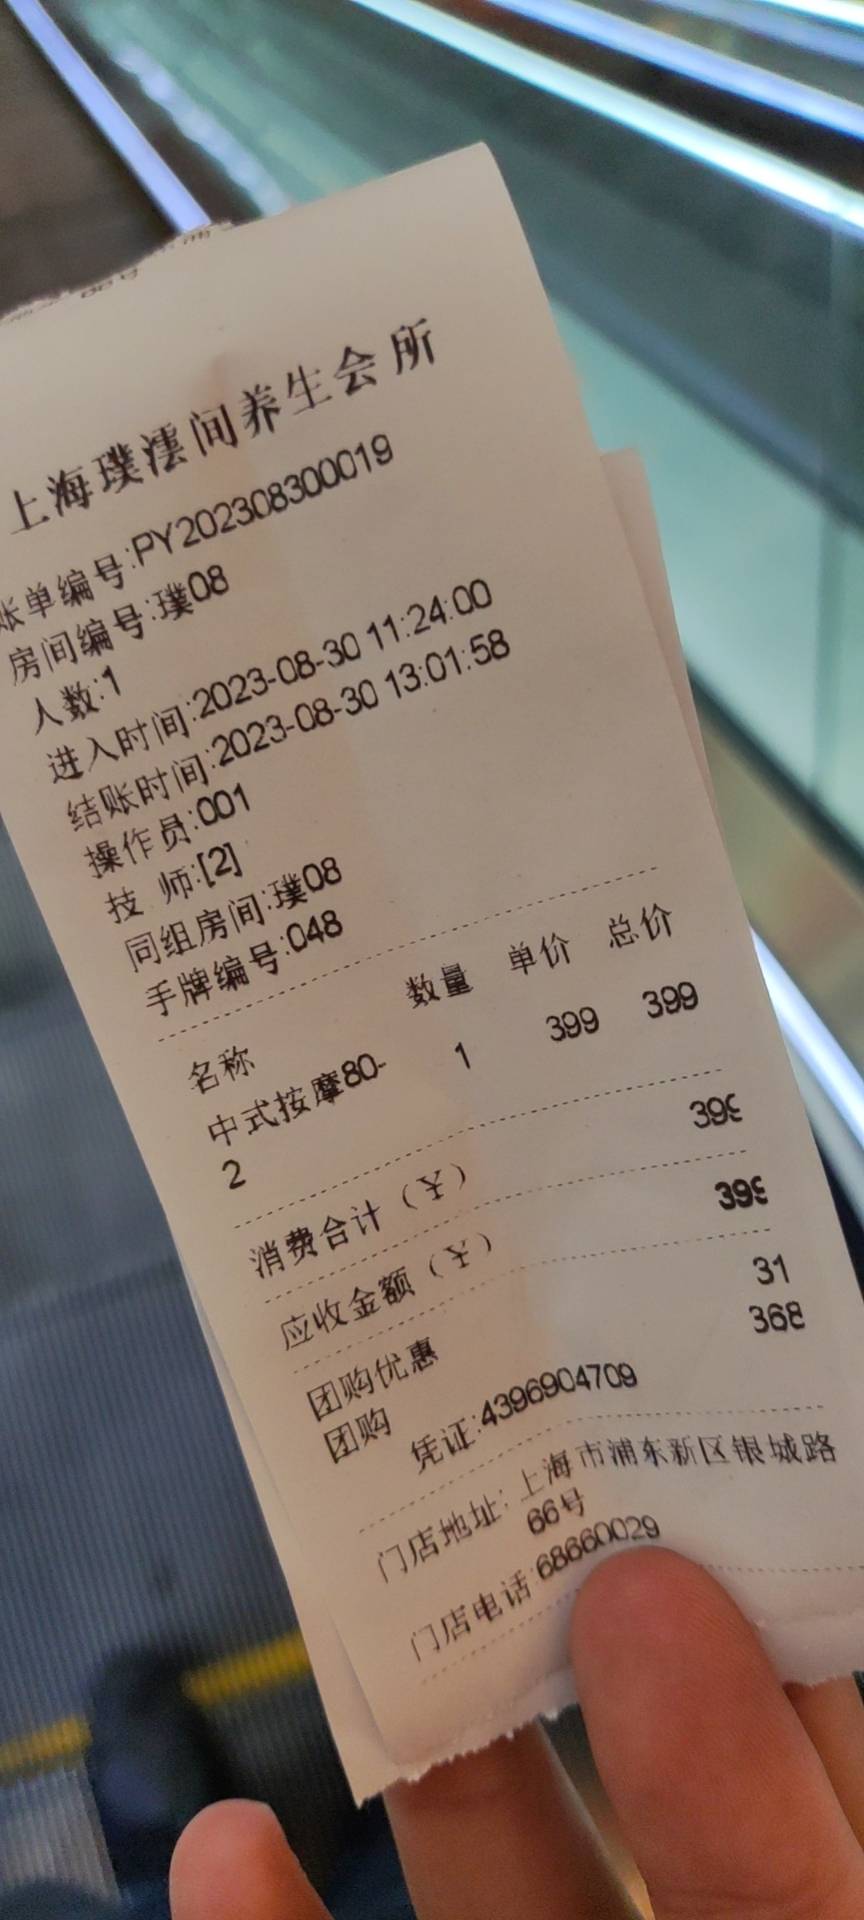 上海璞澐间养生会所
账单编号:PY202308300019
房间编号:璞08
人数:1
进入时间:2023-08-30 11:24:00
结账时间:2023-08-30 13:01:58
操作员:001
技 师:[2]
同组房间:璞08
手牌编号:048
名称 数量 单价 总价
中式按摩80-2 1 399 399
消费合计（¥） 399
应收金额（¥） 399
团购优惠 31
团购 368
凭证:4396904709
门店地址:上海市浦东新区银城路
66号
门店电话:68660029